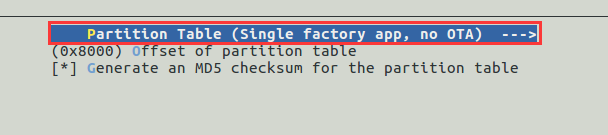 Partition Table (Single factory app, no OTA)  --->
(0x8000) Offset of partition table
[*] Generate an MD5 checksum for the partition table